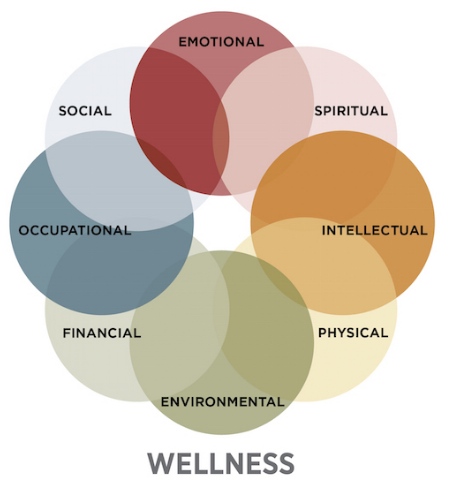 EMOTIONAL
SOCIAL
SPIRITUAL
OCCUPATIONAL
INTELLECTUAL
FINANCIAL
PHYSICAL
ENVIRONMENTAL
WELLNESS